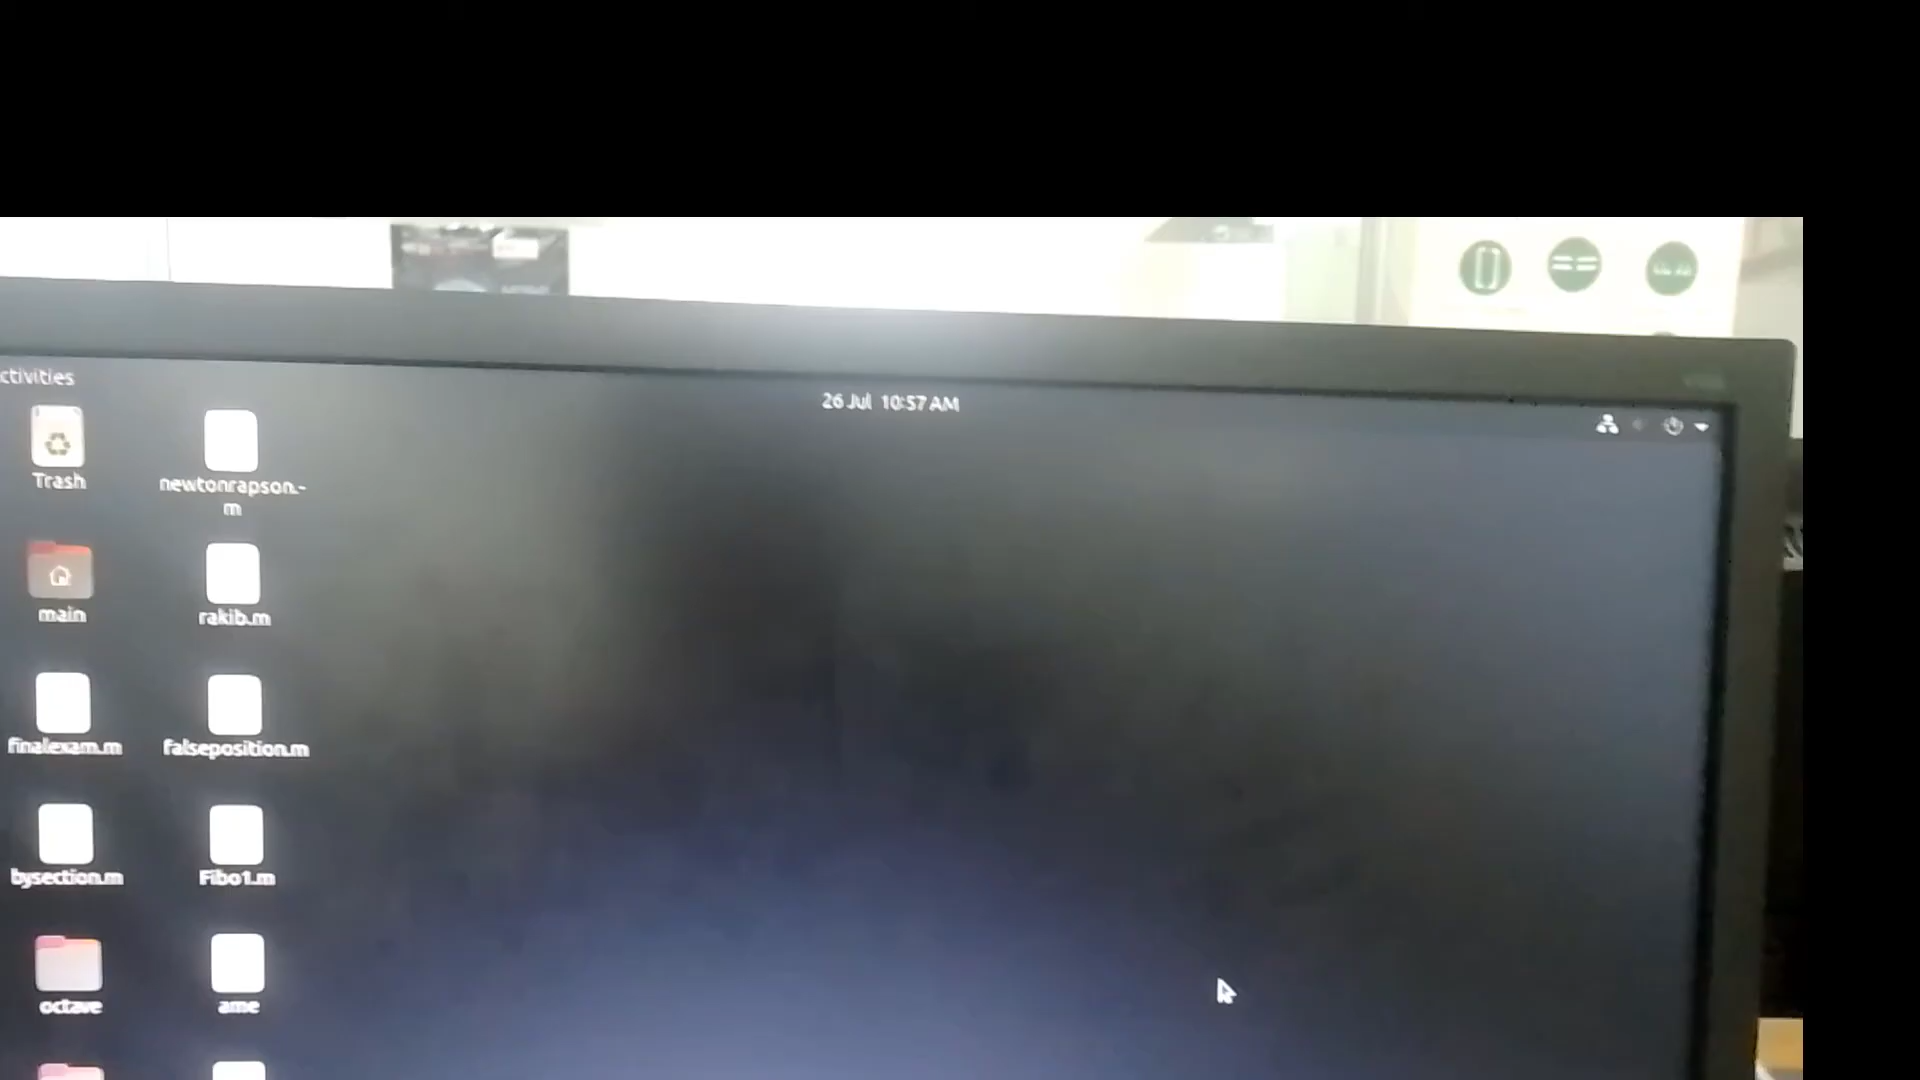 ctivities
26 Jul 10:57 AM
Trash
newtonrapson.-
m
main
rakib.m
finalexam.m
falseposition.m
bysection.m
Fibo1.m
octave
ame